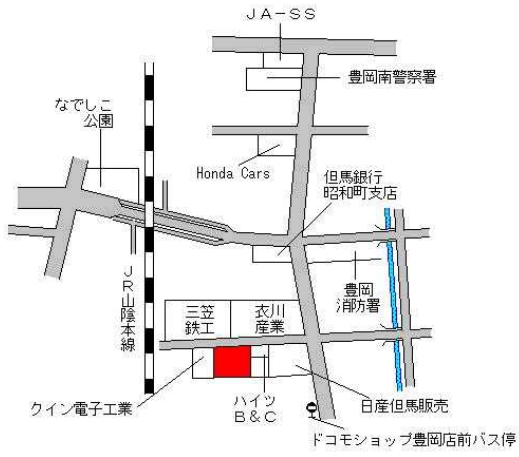 JA-SS
豊岡南警察署
なでしこ
公園
Honda Cars
但馬銀行
昭和町支店
JR山陰本線
豊岡
消防署
三笠
鉄工
衣川
産業
クイン電子工業
ハイツ
B&C
日産但馬販売
ドコモショップ豊岡店前バス停